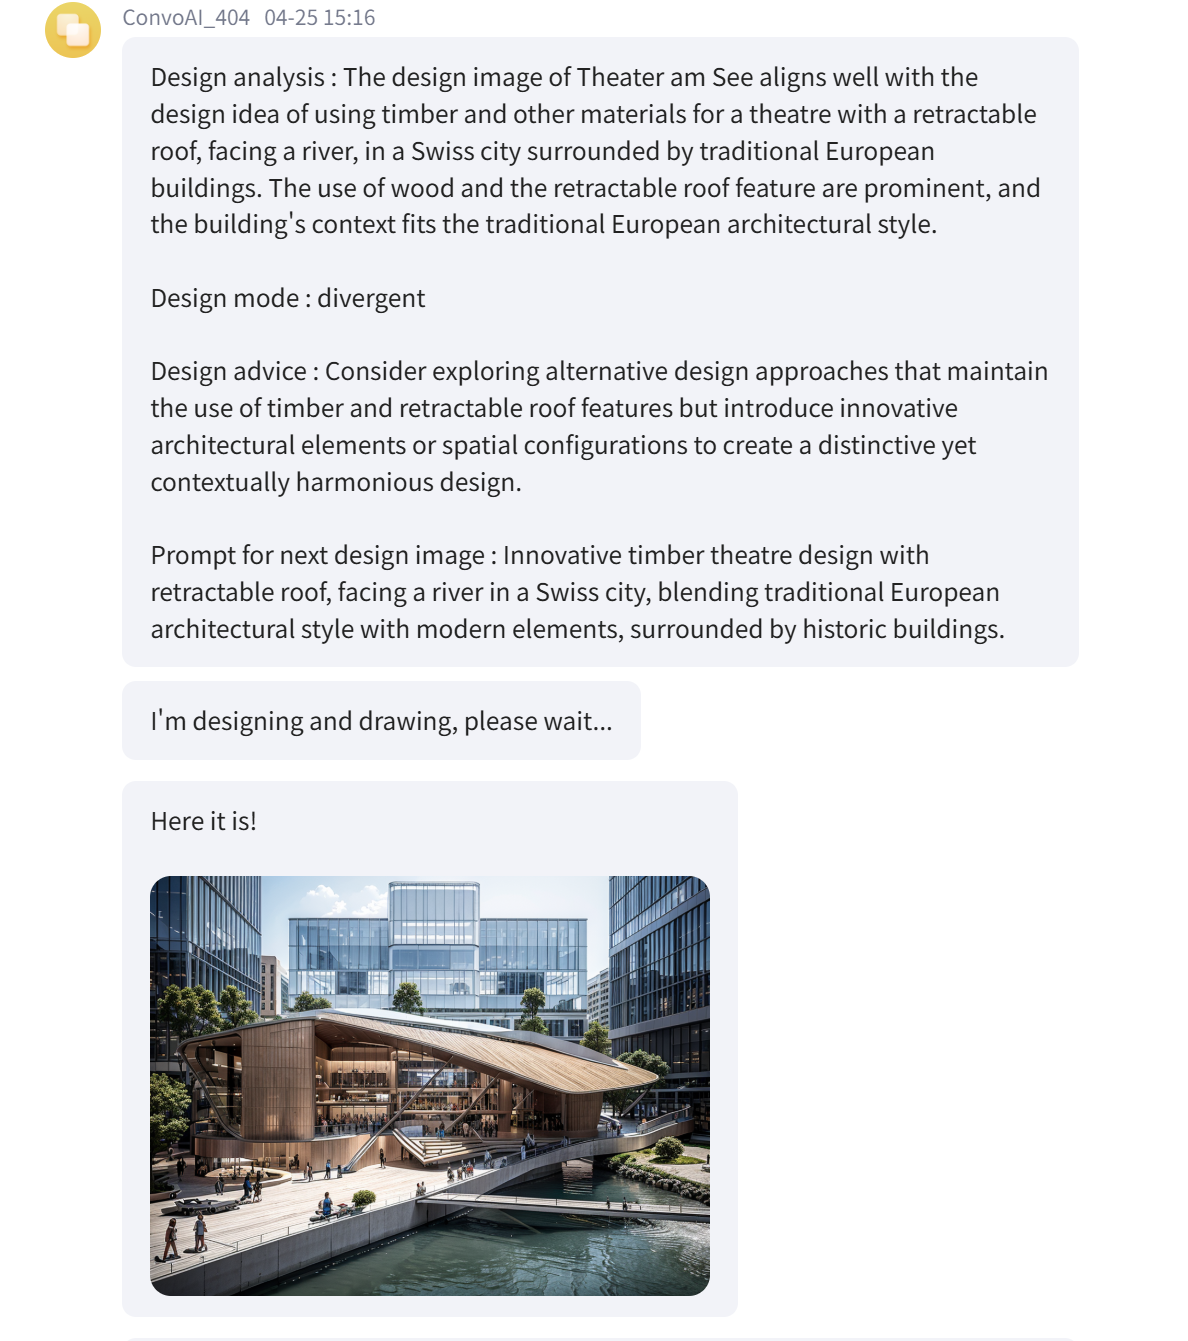 ConvoAI_404 04-25 15:16
Design analysis : The design image of Theater am See aligns well with the
design idea of using timber and other materials for a theatre with a retractable
roof, facing a river, in a Swiss city surrounded by traditional European
buildings. The use of wood and the retractable roof feature are prominent, and
the building's context fits the traditional European architectural style.
Design mode : divergent
Design advice : Consider exploring alternative design approaches that maintain
the use of timber and retractable roof features but introduce innovative
architectural elements or spatial configurations to create a distinctive yet
contextually harmonious design.
Prompt for next design image : Innovative timber theatre design with
retractable roof, facing a river in a Swiss city, blending traditional European
architectural style with modern elements, surrounded by historic buildings.
I'm designing and drawing, please wait...
Here it is!